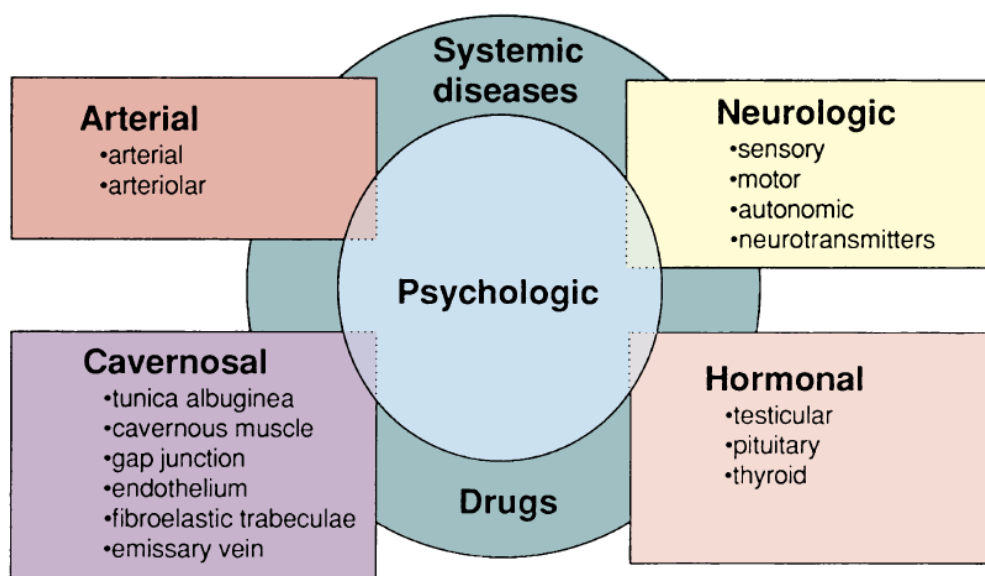 Systemic
diseases
Arterial
•arterial
•arteriolar
Neurologic
•sensory
•motor
•autonomic
•neurotransmitters
Psychologic
Cavernosal
•tunica albuginea
•cavernous muscle
•gap junction
•endothelium
•fibroelastic trabeculae
•emissary vein
Hormonal
•testicular
•pituitary
•thyroid
Drugs